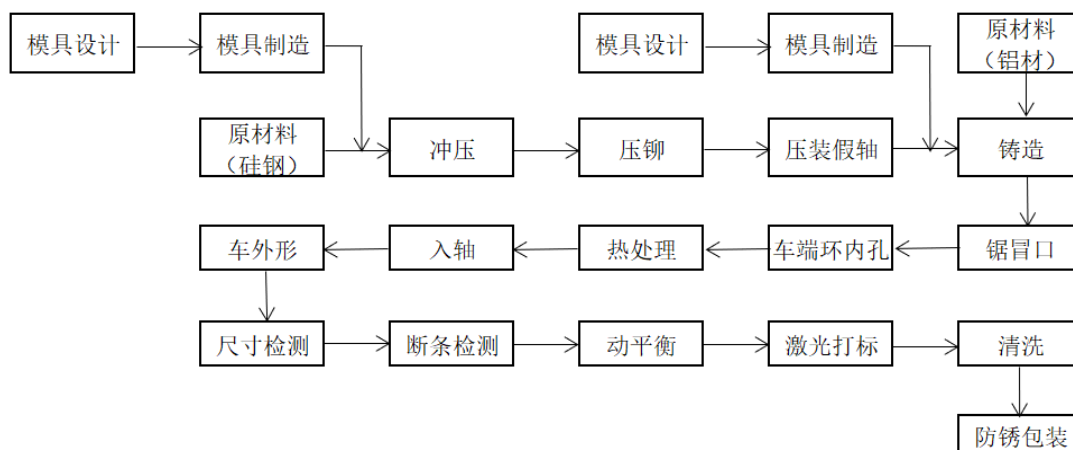 模具设计
模具制造
模具设计
模具制造
原材料
（铝材）
原材料
（硅钢）
冲压
压铆
压装假轴
铸造
车外形
入轴
热处理
车端环内孔
锯冒口
尺寸检测
断条检测
动平衡
激光打标
清洗
防锈包装